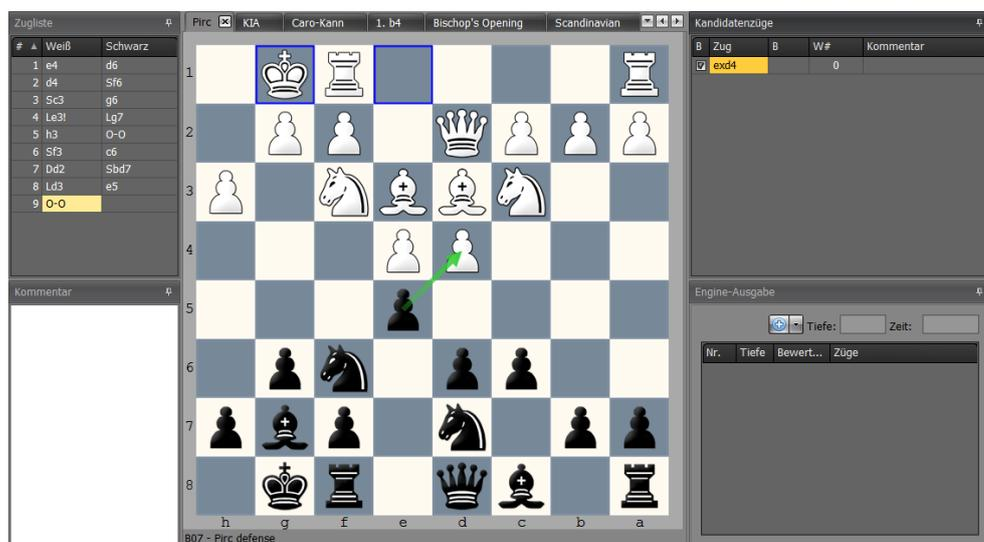 Zugliste
# Weiß Schwarz
1 e4 d6
2 d4 Sf6
3 Sc3 g6
4 Le3! Lg7
5 h3 O-O
6 Sf3 c6
7 Dd2 Sbd7
8 Ld3 e5
9 O-O
Kommentar
Pirc KIA Caro-Kann 1. b4 Bishop's Opening Scandinavian
1
2
3
4
5
6
7
8
h g f e d c b a
B07 - Pirc defense
Kandidatenzüge
B Zug B W# Kommentar
exd4 0
Engine-Ausgabe
Tiefe: Zeit:
Nr. Tiefe Bewert... Züge